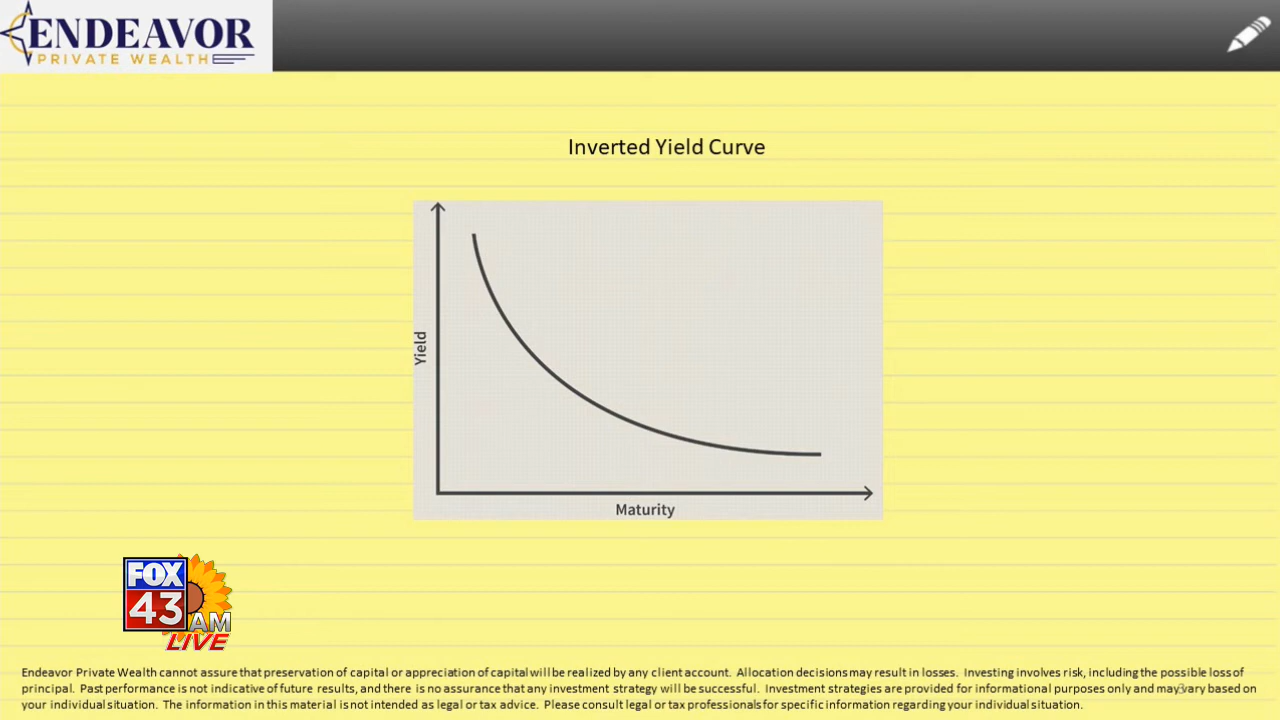 ENDEAVOR
PRIVATE WEALTH
Inverted Yield Curve
Yield
Maturity
FOX
43
AM
LIVE
Endeavor Private Wealth cannot assure that preservation of capital or appreciation of capital will be realized by any client account. Allocation decisions may result in losses. Investing involves risk, including the possible loss of
principal. Past performance is not indicative of future results, and there is no assurance that any investment strategy will be successful. Investment strategies are provided for informational purposes only and may vary based on
your individual situation. The information in this material is not intended as legal or tax advice. Please consult legal or tax professionals for specific information regarding your individual situation.
3